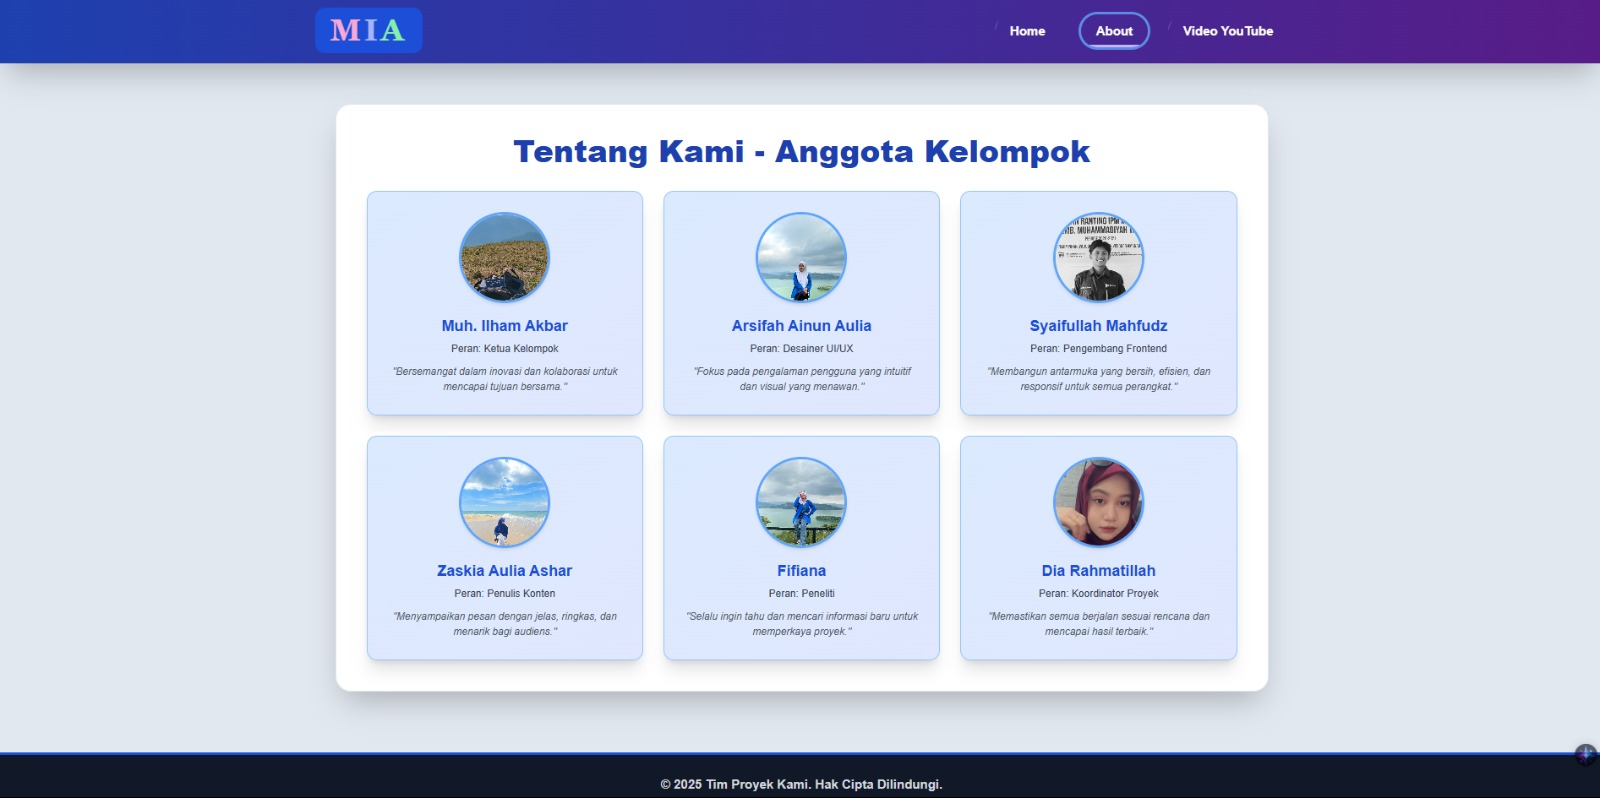 MIA
Home
About
Video YouTube
Tentang Kami - Anggota Kelompok
Muh. Ilham Akbar
Peran: Ketua Kelompok
"Bersemangat dalam inovasi dan kolaborasi untuk
mencapai tujuan bersama."
Arsifah Ainun Aulia
Peran: Desainer UI/UX
"Fokus pada pengalaman pengguna yang intuitif
dan visual yang menawan."
Syaifullah Mahfudz
Peran: Pengembang Frontend
"Membangun antarmuka yang bersih, efisien, dan
responsif untuk semua perangkat."
Zaskia Aulia Ashar
Peran: Penulis Konten
"Menyampaikan pesan dengan jelas, ringkas, dan
menarik bagi audiens."
Fifiana
Peran: Peneliti
"Selalu ingin tahu dan mencari informasi baru untuk
memperkaya proyek."
Dia Rahmatillah
Peran: Koordinator Proyek
"Memastikan semua berjalan sesuai rencana dan
mencapai hasil terbaik."
© 2025 Tim Proyek Kami. Hak Cipta Dilindungi.